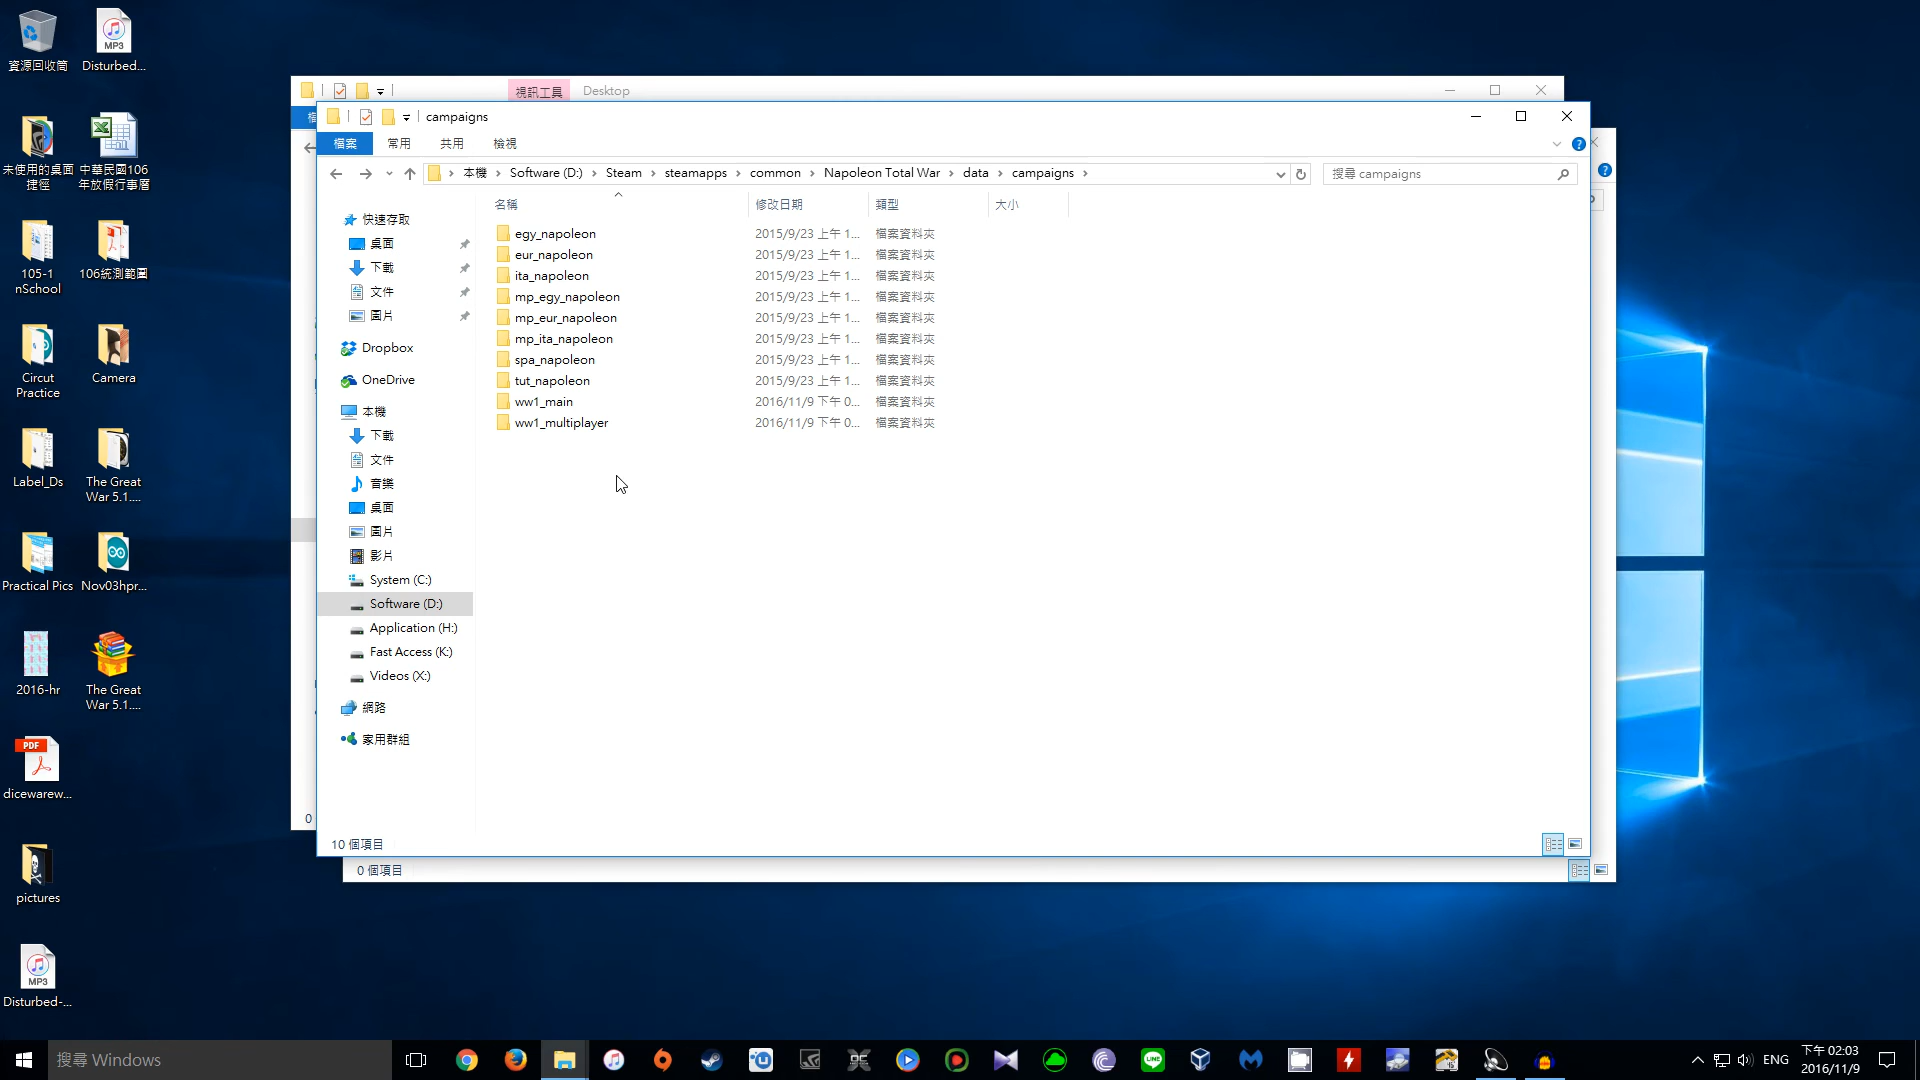 資源回收筒
Disturbed...
未使用的桌面
捷徑
中華民國106
年放假行事曆
105-1
nSchool
106統測範圍
Circut
Practice
Camera
Label_Ds
The Great
War 5.1....
Practical Pics
Nov03hpr...
2016-hr
The Great
War 5.1....
PDF
dicewarew...
pictures
MP3
Disturbed-...
MP3
視訊工具
Desktop
campaigns
檔案
常用
共用
檢視
本機 > Software (D:) > Steam > steamapps > common > Napoleon Total War > data > campaigns >
搜尋 campaigns
名稱
修改日期
類型
大小
快速存取
桌面
下載
文件
圖片
Dropbox
OneDrive
本機
下載
文件
音樂
桌面
圖片
影片
System (C:)
Software (D:)
Application (H:)
Fast Access (K:)
Videos (X:)
網路
家用群組
egy_napoleon 2015/9/23 上午 1... 檔案資料夾
eur_napoleon 2015/9/23 上午 1... 檔案資料夾
ita_napoleon 2015/9/23 上午 1... 檔案資料夾
mp_egy_napoleon 2015/9/23 上午 1... 檔案資料夾
mp_eur_napoleon 2015/9/23 上午 1... 檔案資料夾
mp_ita_napoleon 2015/9/23 上午 1... 檔案資料夾
spa_napoleon 2015/9/23 上午 1... 檔案資料夾
tut_napoleon 2015/9/23 上午 1... 檔案資料夾
ww1_main 2016/11/9 下午 0... 檔案資料夾
ww1_multiplayer 2016/11/9 下午 0... 檔案資料夾
10 個項目
0
0 個項目
搜尋 Windows
LINE
ENG
下午 02:03
2016/11/9